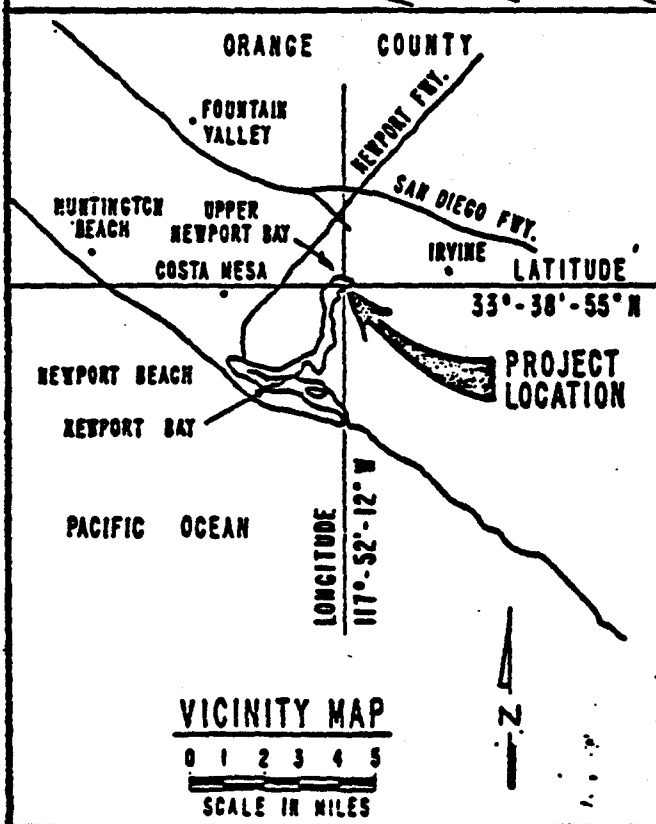 ORANGE COUNTY
NEWPORT FWY.
FOUNTAIN
VALLEY
SAN DIEGO FWY.
HUNTINGTON
BEACH
UPPER
NEWPORT BAY
IRVINE
COSTA MESA
LATITUDE
33°-38'-55" N
PROJECT
LOCATION
NEWPORT BEACH
NEWPORT BAY
PACIFIC OCEAN
LONGITUDE
117°-52'-12" W
VICINITY MAP
0 1 2 3 4 5
SCALE IN MILES
N